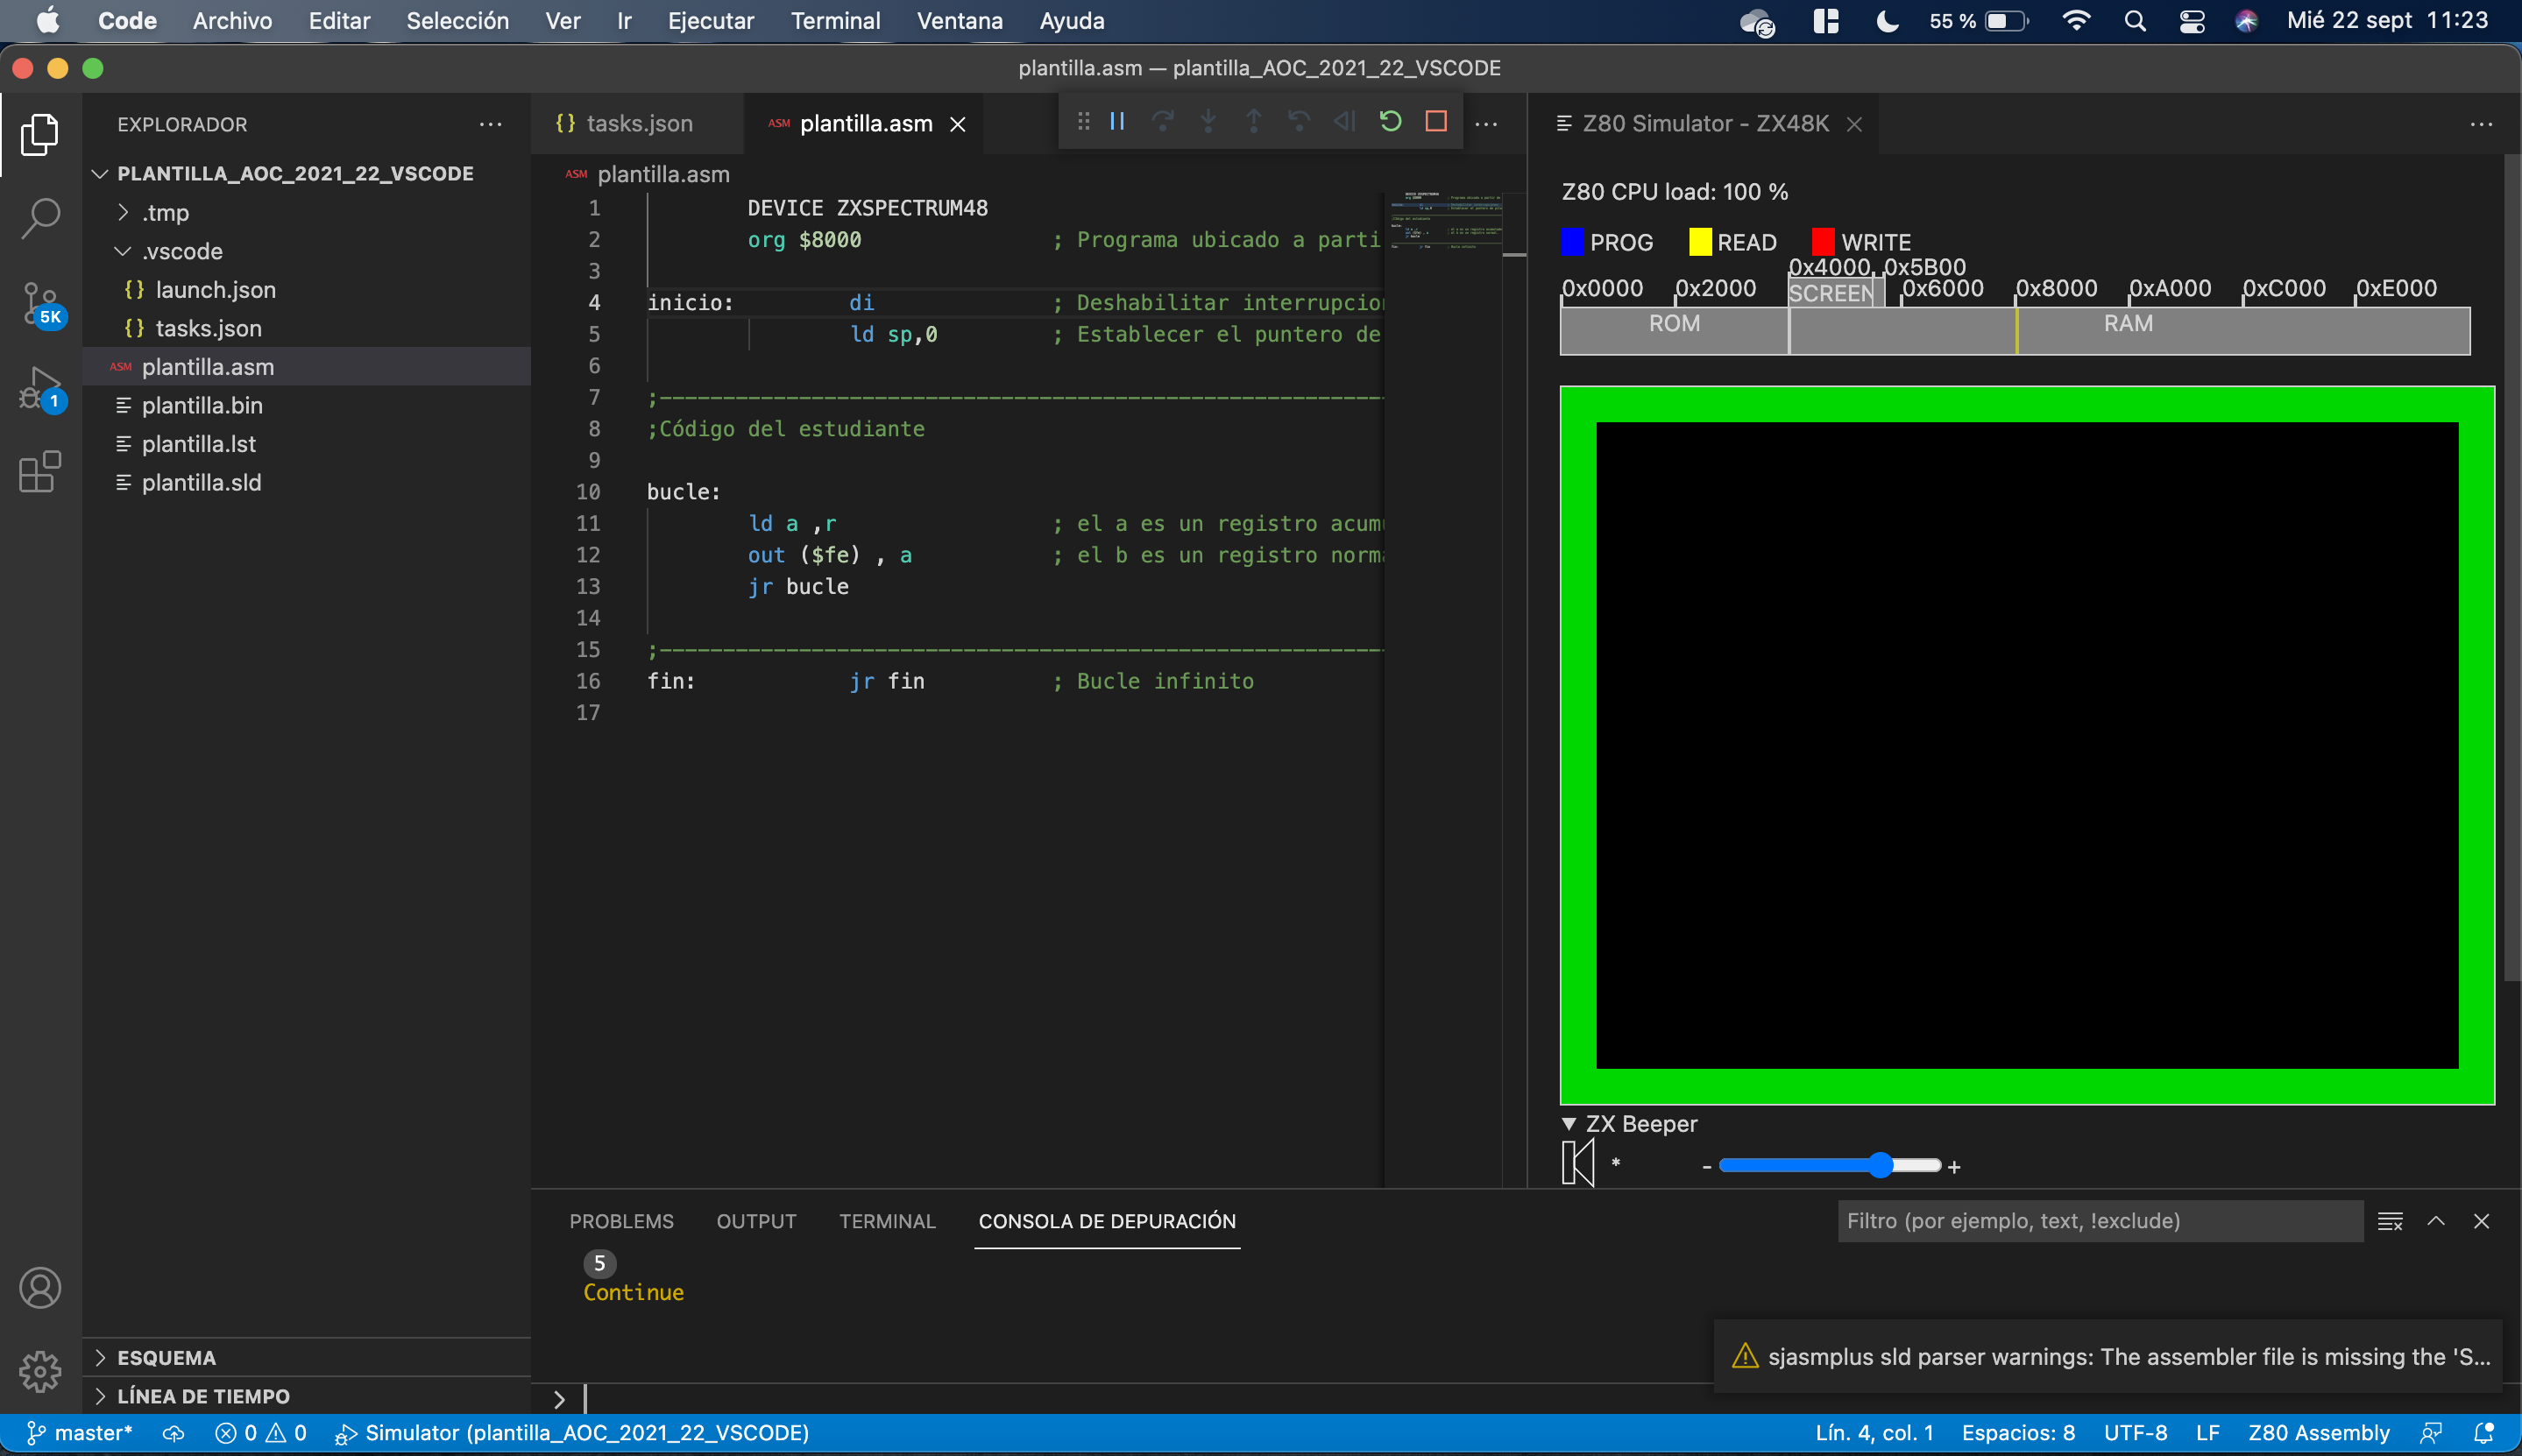 Code Archivo Editar Selección Ver Ir Ejecutar Terminal Ventana Ayuda 55 % Mié 22 sept 11:23
plantilla.asm — plantilla_AOC_2021_22_VSCODE
EXPLORADOR
PLANTILLA_AOC_2021_22_VSCODE
.tmp
.vscode
{} launch.json
{} tasks.json
ASM plantilla.asm
plantilla.bin
plantilla.lst
plantilla.sld
5K
1
ESQUEMA
LÍNEA DE TIEMPO
{} tasks.json ASM plantilla.asm
ASM plantilla.asm
1 DEVICE ZXSPECTRUM48
2 org $8000 ; Programa ubicado a parti
3
4 inicio: di ; Deshabilitar interrupcion
5 ld sp,0 ; Establecer el puntero de
6
7 ;----------------------------------------------------------
8 ;Código del estudiante
9
10 bucle:
11 ld a ,r ; el a es un registro acumu
12 out ($fe) , a ; el b es un registro norma
13 jr bucle
14
15 ;----------------------------------------------------------
16 fin: jr fin ; Bucle infinito
17
Z80 Simulator - ZX48K
Z80 CPU load: 100 %
PROG READ WRITE
0x4000 0x5B00
0x0000 0x2000 SCREEN 0x6000 0x8000 0xA000 0xC000 0xE000
ROM RAM
ZX Beeper
* - +
PROBLEMS OUTPUT TERMINAL CONSOLA DE DEPURACIÓN Filtro (por ejemplo, text, !exclude)
5
Continue
sjasmplus sld parser warnings: The assembler file is missing the 'S...
master* 0 0 Simulator (plantilla_AOC_2021_22_VSCODE) Lín. 4, col. 1 Espacios: 8 UTF-8 LF Z80 Assembly